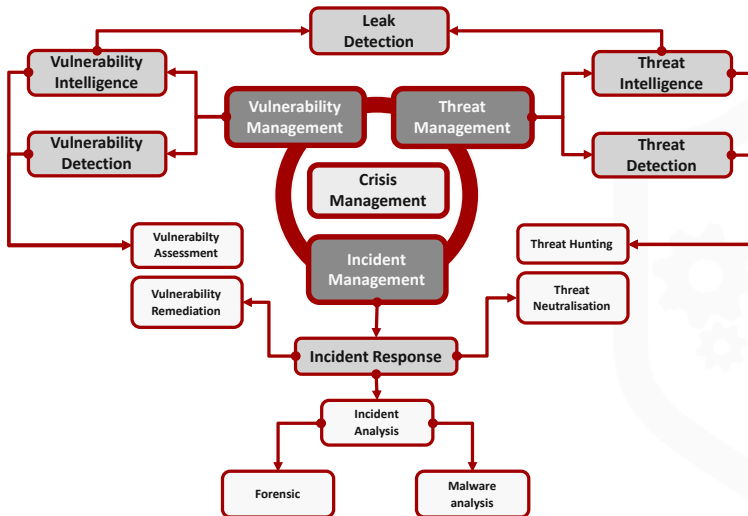 Leak
Detection
Vulnerability
Intelligence
Threat
Intelligence
Vulnerability
Management
Threat
Management
Vulnerability
Detection
Threat
Detection
Crisis
Management
Vulnerabilty
Assessment
Threat Hunting
Incident
Management
Vulnerability
Remediation
Threat
Neutralisation
Incident Response
Incident
Analysis
Forensic
Malware
analysis